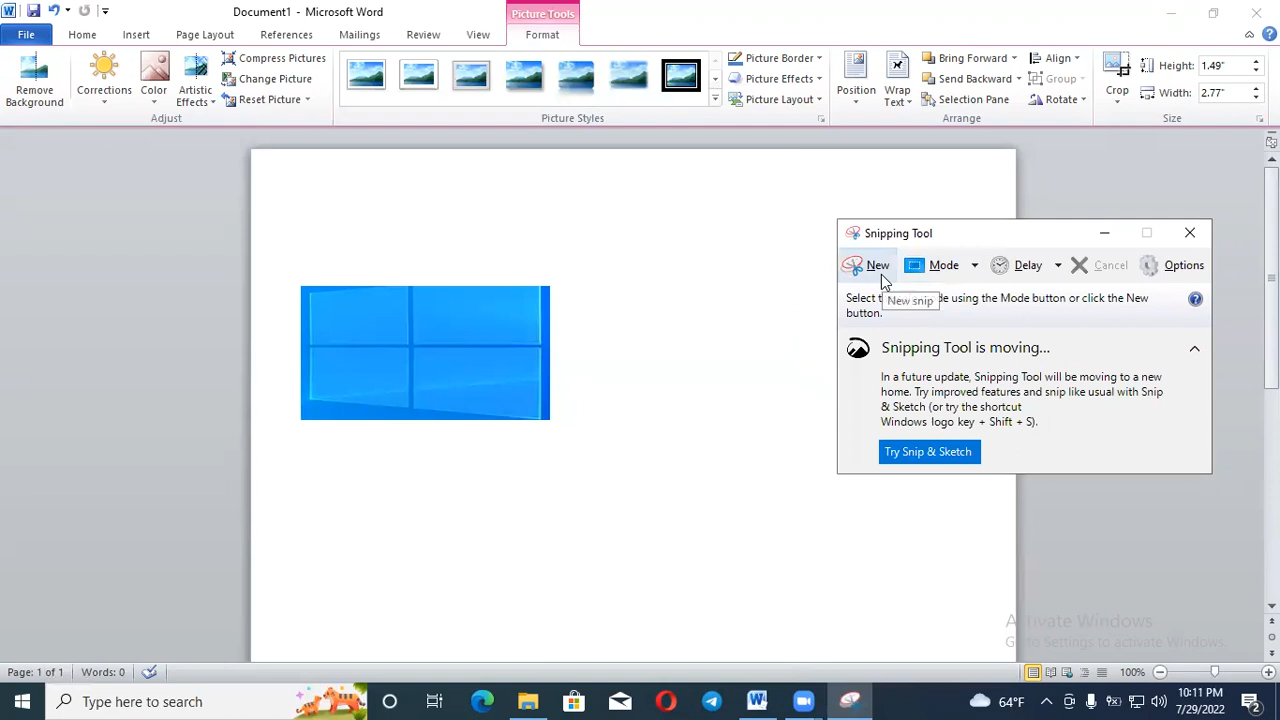 Document1 - Microsoft Word
Picture Tools
File Home Insert Page Layout References Mailings Review View Format
Remove Background
Corrections
Color
Artistic Effects
Compress Pictures
Change Picture
Reset Picture
Adjust
Picture Styles
Picture Border
Picture Effects
Picture Layout
Position
Wrap Text
Bring Forward
Send Backward
Selection Pane
Align
Group
Rotate
Arrange
Crop
Height: 1.49"
Width: 2.77"
Size
Snipping Tool
New Mode Delay Cancel Options
Select t de using the Mode button or click the New
button.
New snip
Snipping Tool is moving...
In a future update, Snipping Tool will be moving to a new
home. Try improved features and snip like usual with Snip
& Sketch (or try the shortcut
Windows logo key + Shift + S).
Try Snip & Sketch
Activate Windows
Go to Settings to activate Windows.
Page: 1 of 1 Words: 0
100%
Type here to search
64°F
10:11 PM
7/29/2022
2